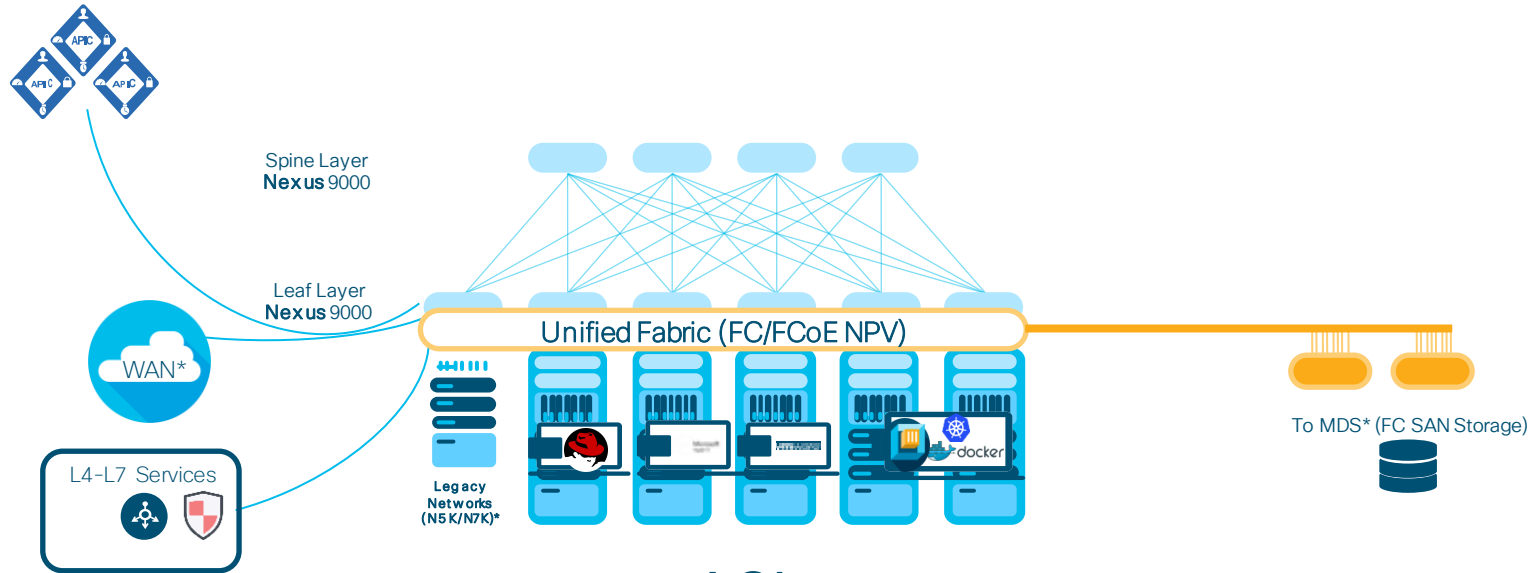 APIC
APIC
APIC
Spine Layer
Nexus 9000
Leaf Layer
Nexus 9000
Unified Fabric (FC/FCoE NPV)
WAN*
L4-L7 Services
Legacy
Networks
(N5K/N7K)*
docker
To MDS* (FC SAN Storage)